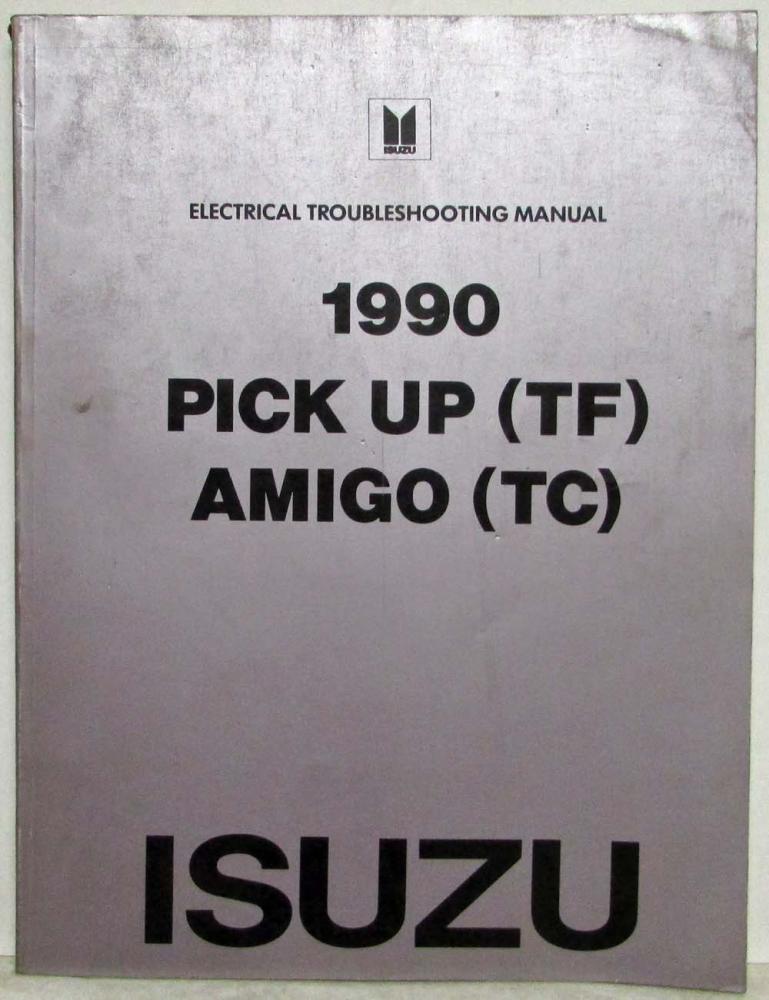 ISUZU
ELECTRICAL TROUBLESHOOTING MANUAL
1990
PICK UP (TF)
AMIGO (TC)
ISUZU